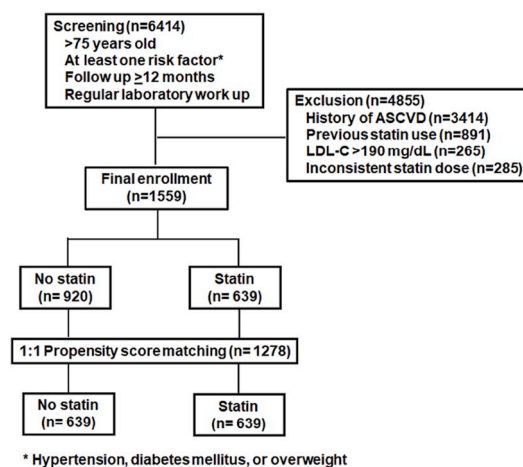 Screening (n=6414)
>75 years old
At least one risk factor*
Follow up ≥12 months
Regular laboratory work up
Exclusion (n=4855)
History of ASCVD (n=3414)
Previous statin use (n=891)
LDL-C >190 mg/dL (n=265)
Inconsistent statin dose (n=285)
Final enrollment
(n=1559)
No statin
(n= 920)
Statin
(n= 639)
1:1 Propensity score matching (n= 1278)
No statin
(n= 639)
Statin
(n= 639)
* Hypertension, diabetes mellitus, or overweight